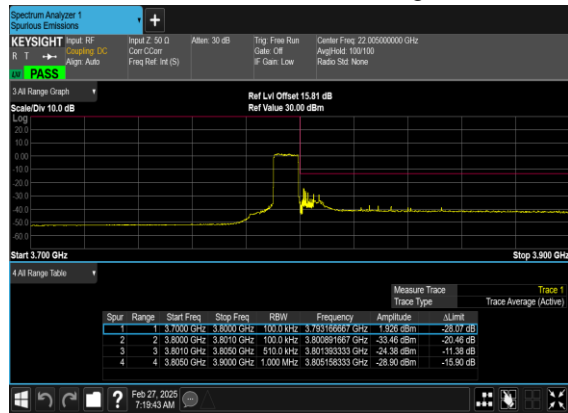 Spectrum Analyzer 1
Spurious Emissions
KEYSIGHT Input: RF Input Z: 50 Ω Atten: 30 dB Trig: Free Run Center Freq: 22.005000000 GHz
R T Coupling: DC Corr CCorr Gate: Off Avg|Hold: 100/100
Align: Auto Freq Ref: Int (S) IF Gain: Low Radio Std: None
LM PASS
3 All Range Graph
Ref Lvl Offset 15.81 dB
Scale/Div 10.0 dB Ref Value 30.00 dBm
Log
20.0
10.0
0.00
-10.0
-20.0
-30.0
-40.0
-50.0
-60.0
Start 3.700 GHz Stop 3.900 GHz
4 All Range Table
Measure Trace Trace 1
Trace Type Trace Average (Active)
Spur Range Start Freq Stop Freq RBW Frequency Amplitude ΔLimit
1 1 3.7000 GHz 3.8000 GHz 100.0 kHz 3.793166667 GHz 1.926 dBm -28.07 dB
2 2 3.8000 GHz 3.8010 GHz 100.0 kHz 3.800891667 GHz -33.46 dBm -20.46 dB
3 3 3.8010 GHz 3.8050 GHz 510.0 kHz 3.801393333 GHz -24.38 dBm -11.38 dB
4 4 3.8050 GHz 3.9000 GHz 1.000 MHz 3.805158333 GHz -28.90 dBm -15.90 dB
Feb 27, 2025
7:19:43 AM